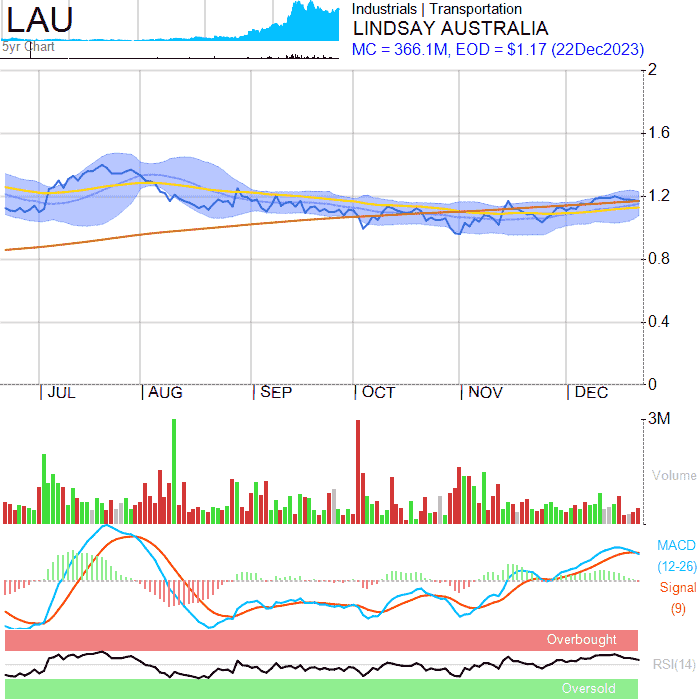 LAU
5yr Chart
Industrials | Transportation
LINDSAY AUSTRALIA
MC = 366.1M, EOD = $1.17 (22Dec2023)
2
1.6
1.2
0.8
0.4
0
JUL AUG SEP OCT NOV DEC
3M
Volume
MACD
(12-26)
Signal
(9)
Overbought
RSI(14)
Oversold